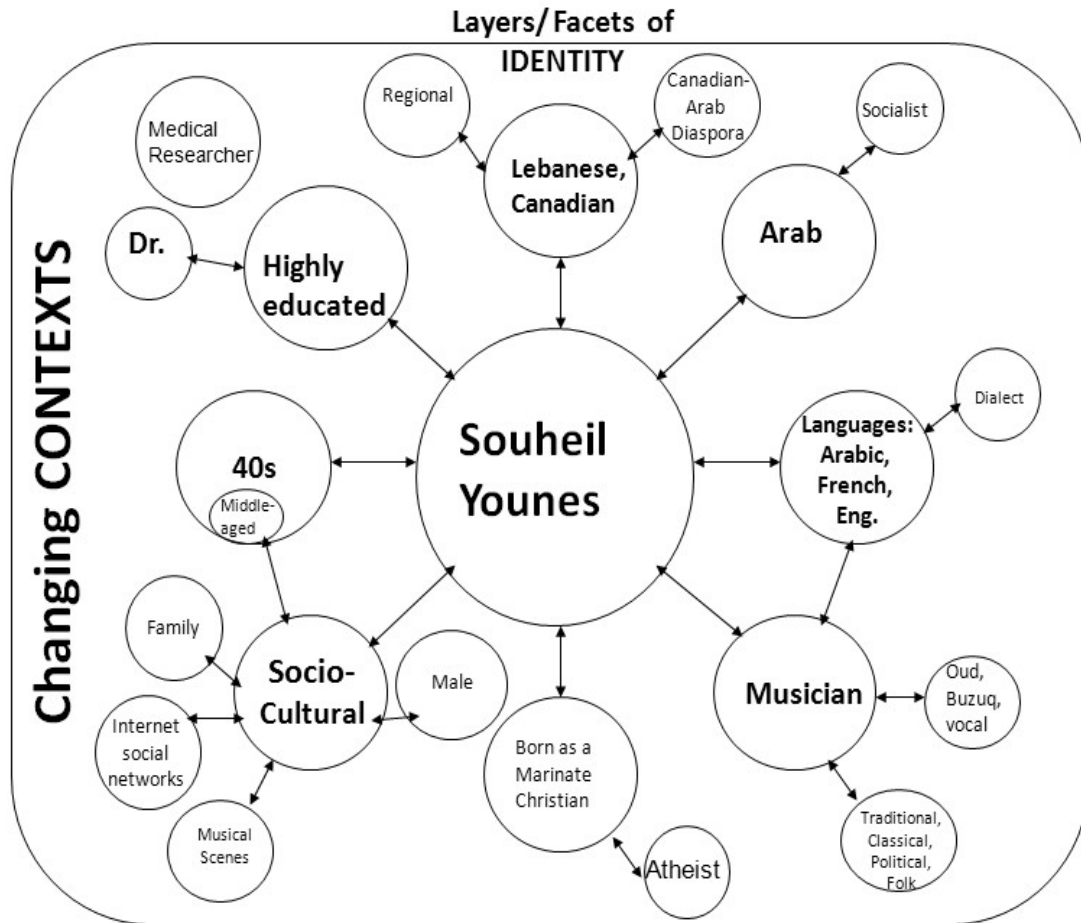 Layers/ Facets of
IDENTITY
Changing CONTEXTS
Medical
Researcher
Dr.
Highly
educated
Regional
Lebanese,
Canadian
Canadian-
Arab
Diaspora
Socialist
Arab
Souheil
Younes
40s
Middle-
aged
Languages:
Arabic,
French,
Eng.
Dialect
Family
Socio-
Cultural
Male
Internet
social
networks
Musical
Scenes
Born as a
Marinate
Christian
Atheist
Musician
Oud,
Buzuq,
vocal
Traditional,
Classical,
Political,
Folk